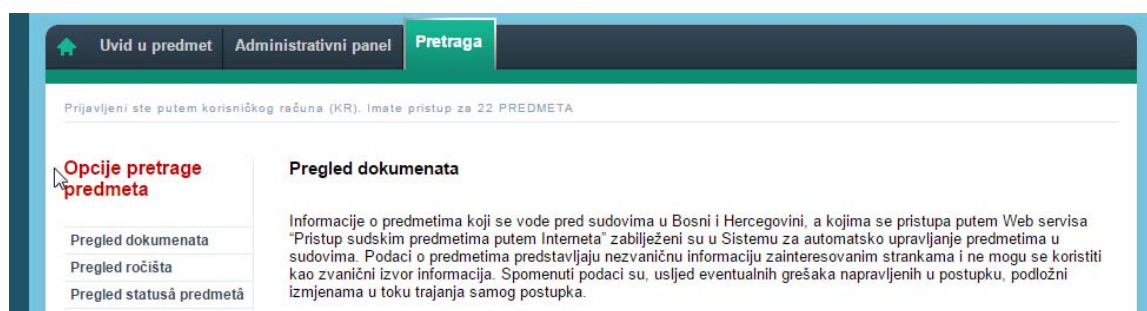 Uvid u predmet Administrativni panel Pretraga
Prijavljeni ste putem korisničkog računa (KR). Imate pristup za 22 PREDMETA
Opcije pretrage
predmeta
Pregled dokumenata
Pregled ročišta
Pregled statusâ predmetâ
Pregled dokumenata
Informacije o predmetima koji se vode pred sudovima u Bosni i Hercegovini, a kojima se pristupa putem Web servisa
“Pristup sudskim predmetima putem Interneta” zabilježeni su u Sistemu za automatsko upravljanje predmetima u
sudovima. Podaci o predmetima predstavljaju nezvaničnu informaciju zainteresovanim strankama i ne mogu se koristiti
kao zvanični izvor informacija. Spomenuti podaci su, usljed eventualnih grešaka napravljenih u postupku, podložni
izmjenama u toku trajanja samog postupka.